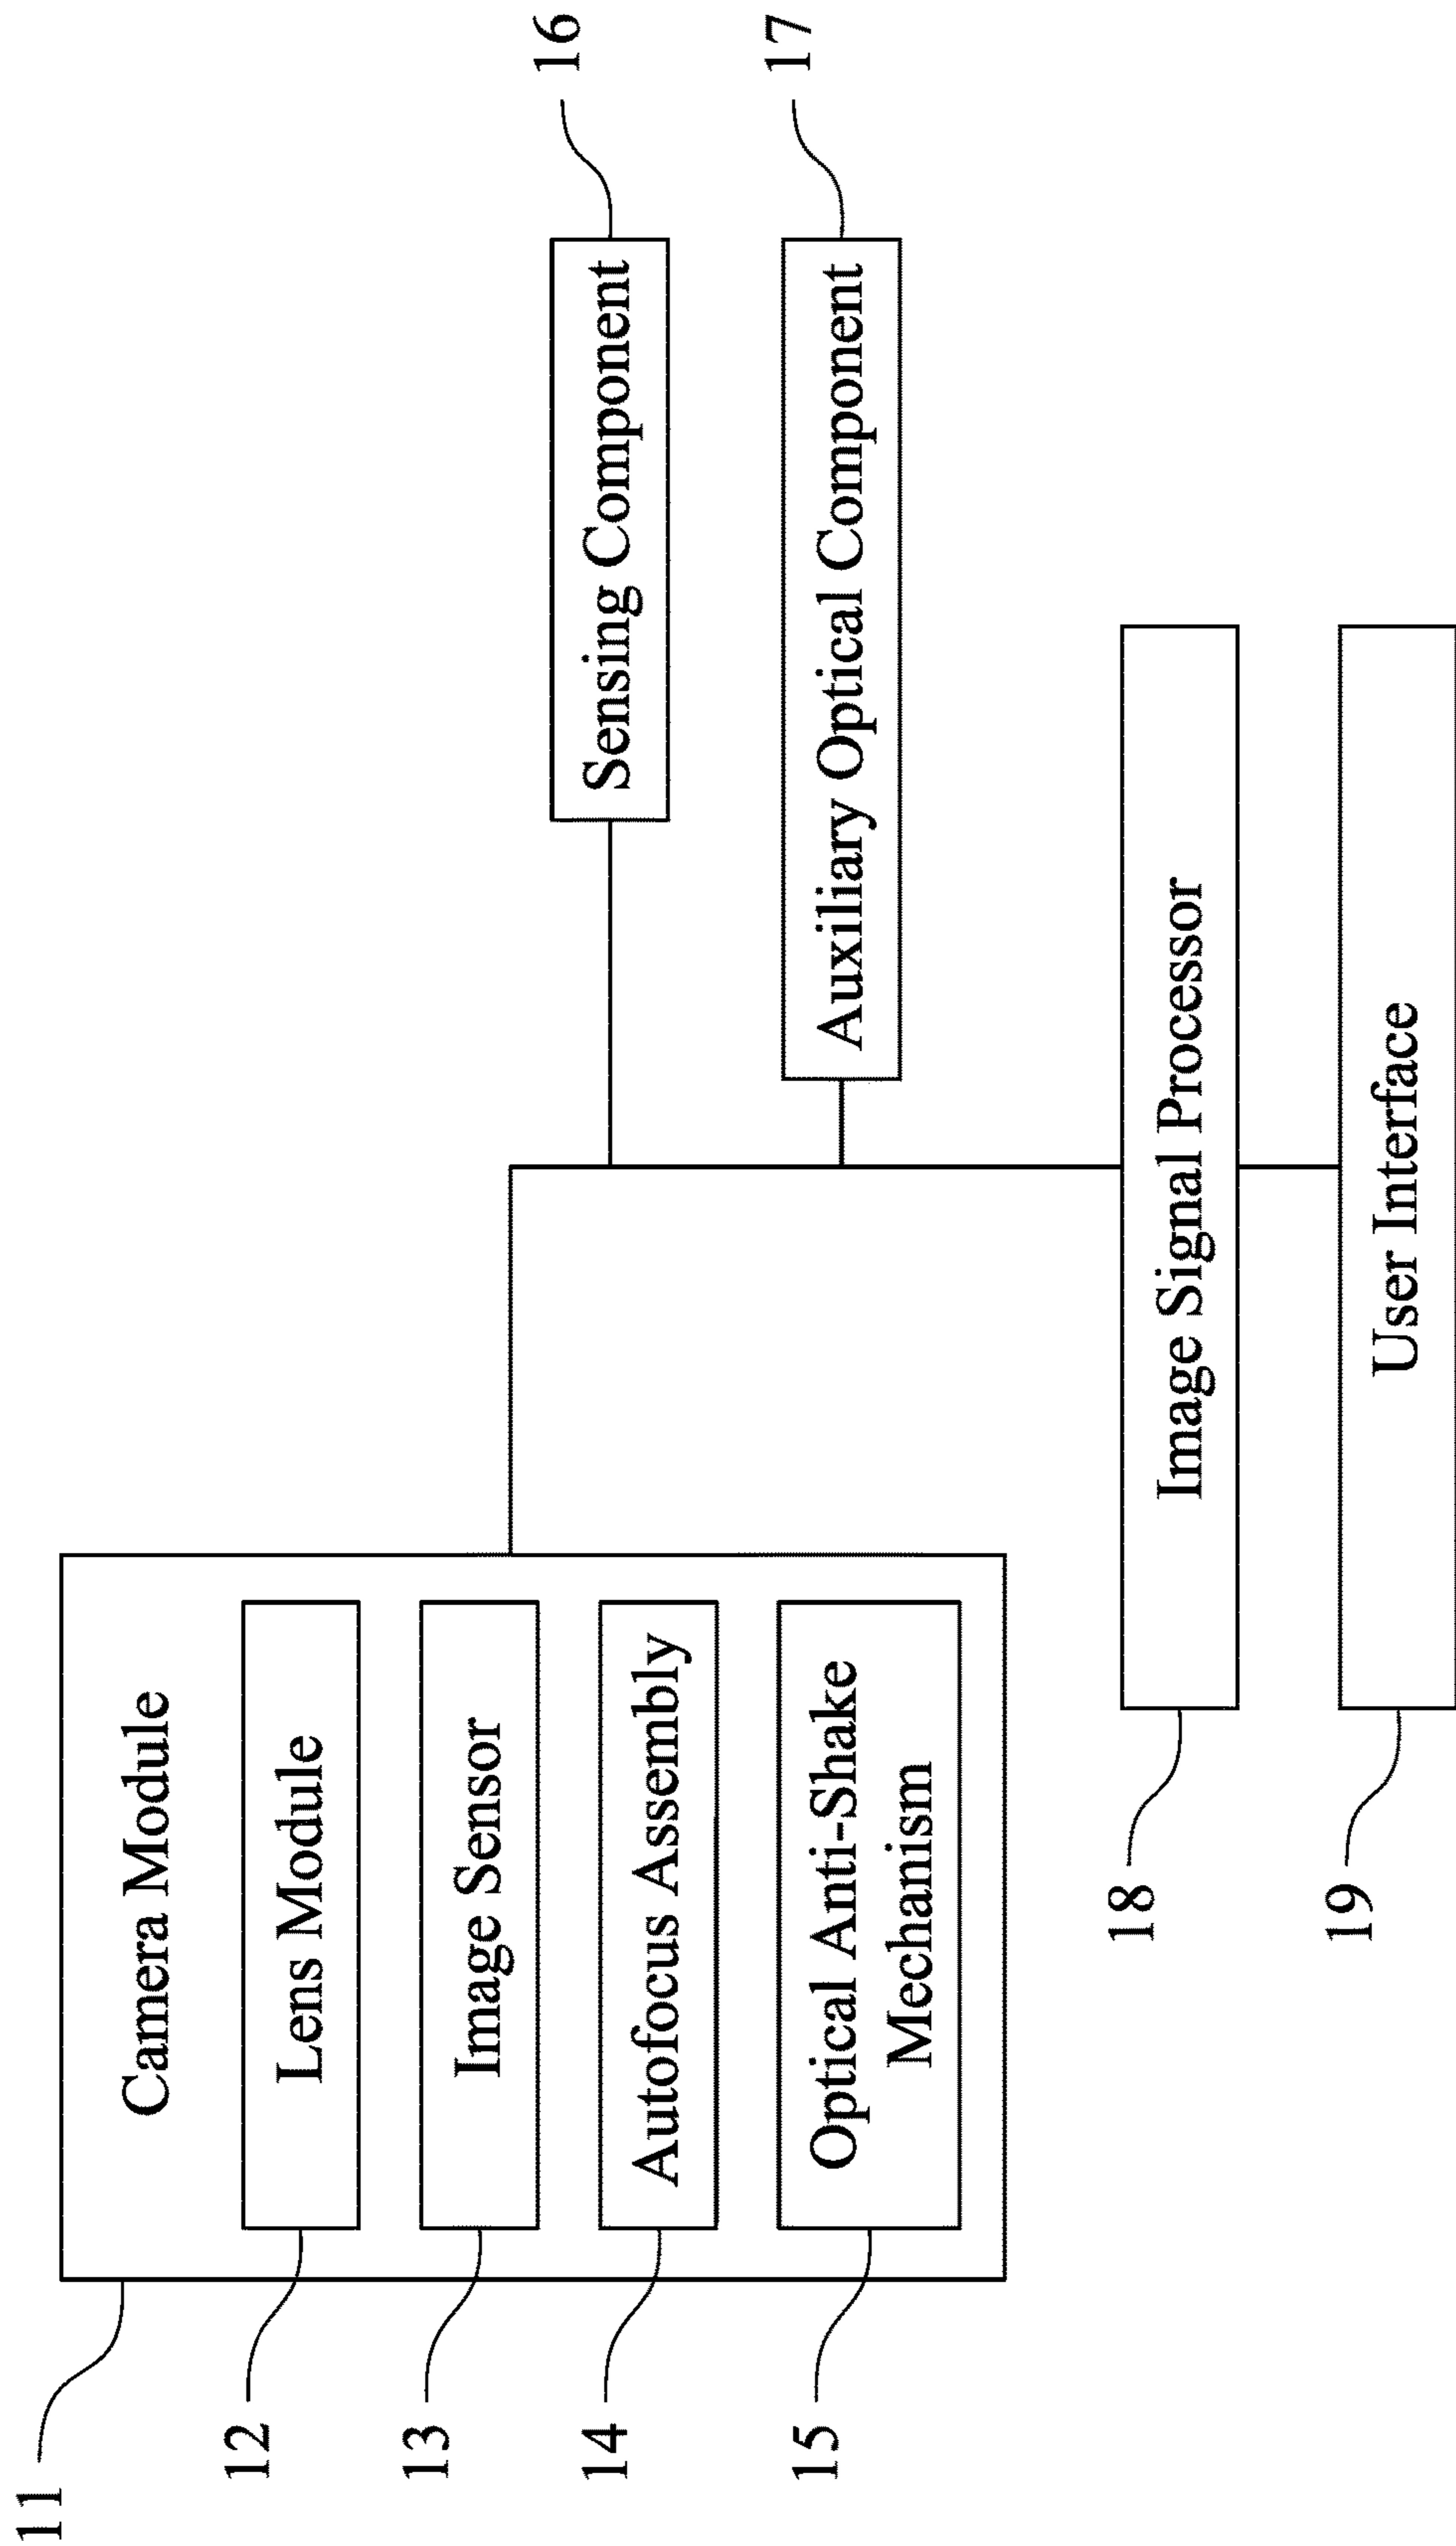 11
Camera Module
12
Lens Module
13
Image Sensor
14
Autofocus Assembly
15
Optical Anti-Shake
Mechanism
Sensing Component
16
Auxiliary Optical Component
17
18
Image Signal Processor
19
User Interface